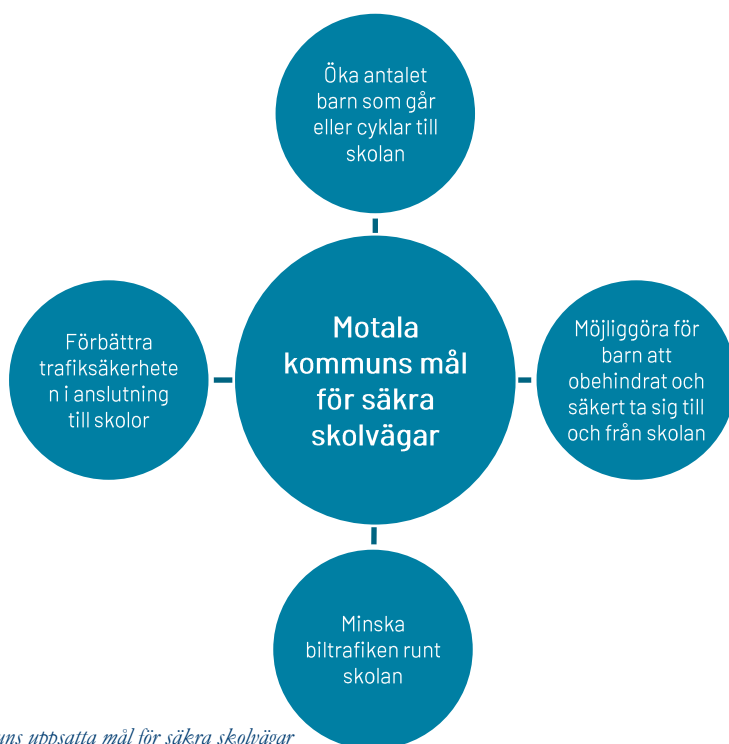 Öka antalet
barn som går
eller cyklar till
skolan
Motala
kommuns mål
för säkra
skolvägar
Förbättra
trafiksäkerhete
n i anslutning
till skolor
Möjliggöra för
barn att
obehindrat och
säkert ta sig till
och från skolan
Minska
biltrafiken runt
skolan
uppsatta mål för säkra skolvägar